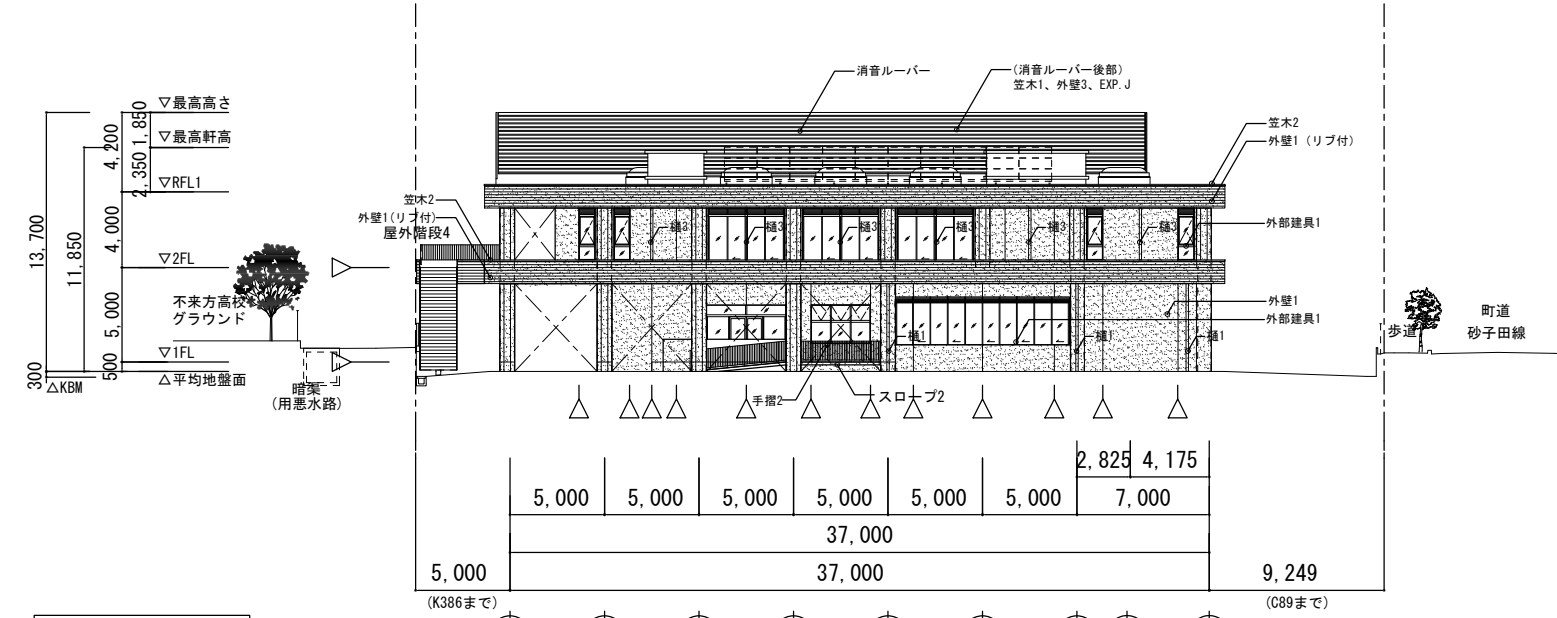 消音ルーバー
(消音ルーバー後部)
笠木1、外壁3、EXP.J
▽最高高さ
▽最高軒高
▽RFL1
▽2FL
▽1FL
△平均地盤面
△KBM
13,700
300
11,850
4,200
4,000
5,000
500
1,850
2,350
笠木2
外壁1（リブ付）
笠木2
外壁1(リブ付)
屋外階段4
樋3
樋3
樋3
樋3
樋3
樋3
外部建具1
不来方高校
グラウンド
暗渠
(用悪水路)
外壁1
外部建具1
樋1
樋1
樋1
歩道
町道
砂子田線
手摺2
スロープ2
2,825
4,175
5,000
5,000
5,000
5,000
5,000
5,000
7,000
37,000
5,000
37,000
9,249
(K386まで)
(C89まで)